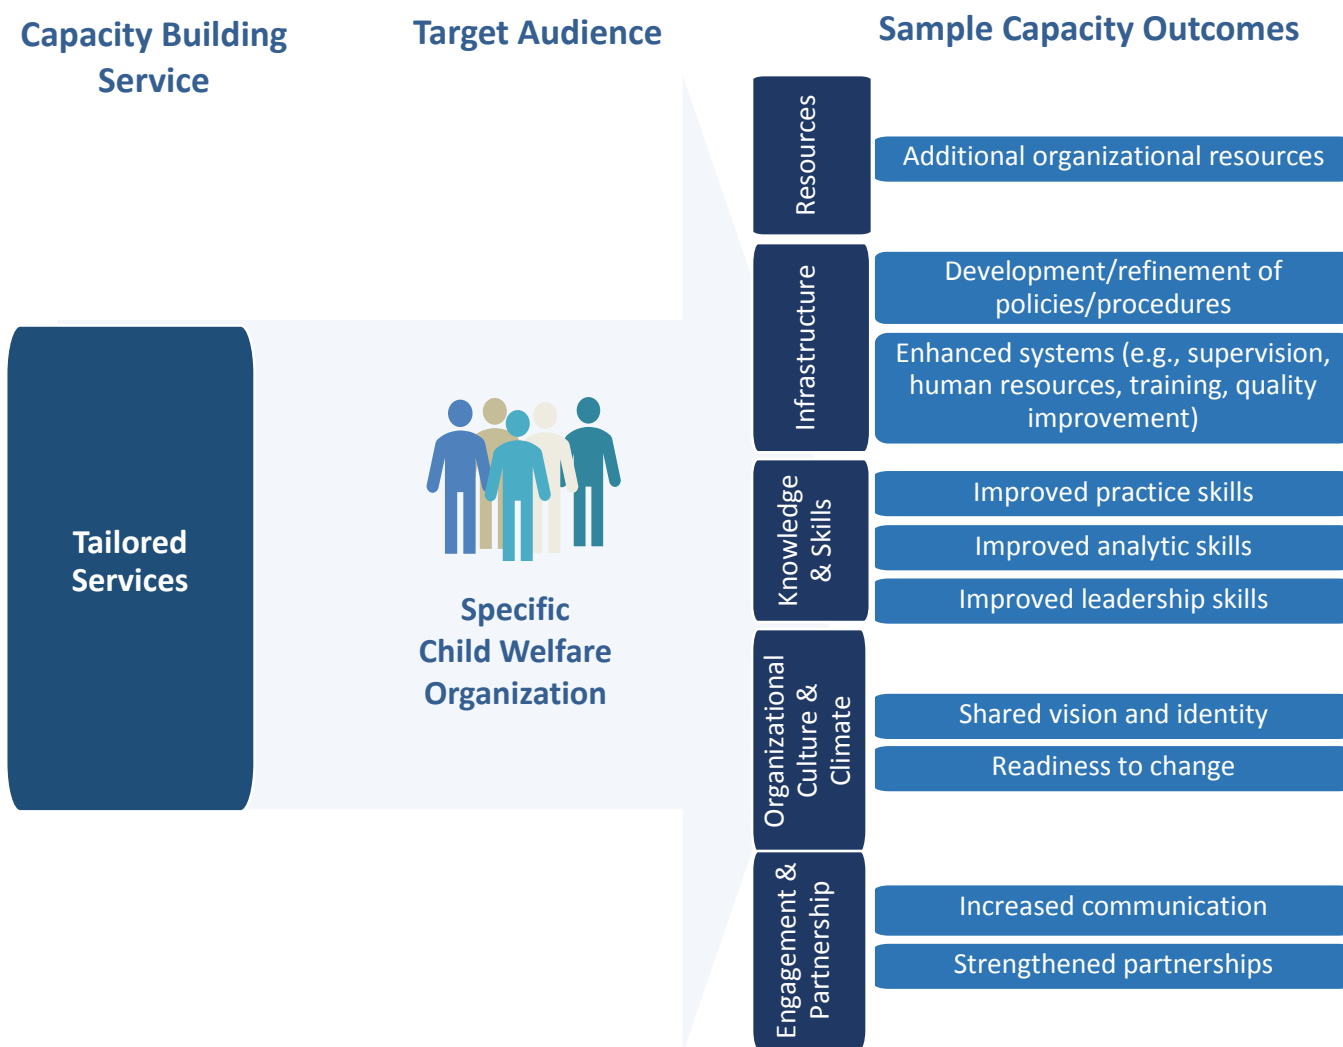 Capacity Building
Service
Target Audience
Sample Capacity Outcomes
Tailored
Services
Specific
Child Welfare
Organization
Resources
Additional organizational resources
Infrastructure
Development/refinement of
policies/procedures
Enhanced systems (e.g., supervision,
human resources, training, quality
improvement)
Knowledge
& Skills
Improved practice skills
Improved analytic skills
Improved leadership skills
Organizational
Culture &
Climate
Shared vision and identity
Readiness to change
Engagement &
Partnership
Increased communication
Strengthened partnerships